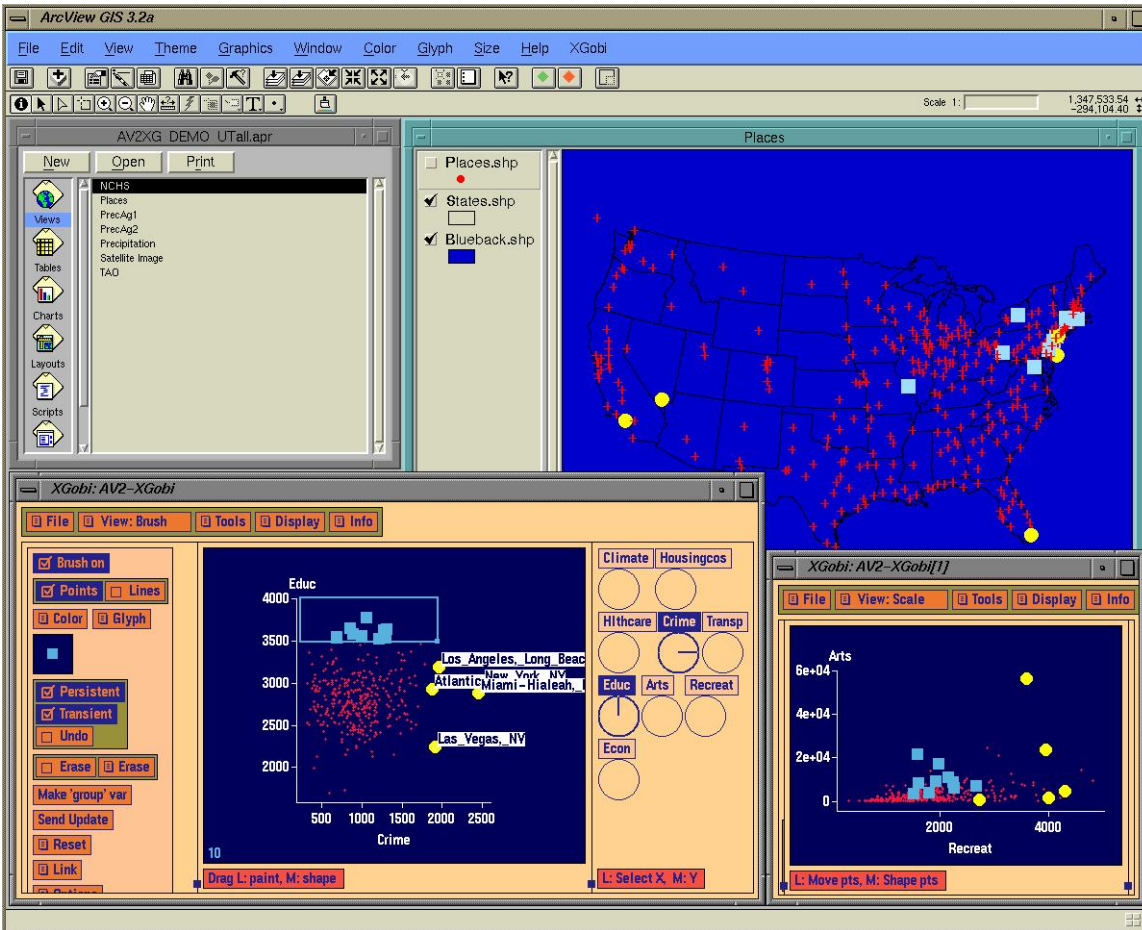 ArcView GIS 3.2a
File Edit View Theme Graphics Window Color Glyph Size Help XGobi
Scale 1: 1,347,533.54
-294,104.40
AV2XG_DEMO_UTall.apr
New Open Print
NCHS
Places
PrecAg1
PrecAg2
Precipitation
Satellite Image
TAO
Views
Tables
Charts
Layouts
Scripts
Places
Places.shp
States.shp
Blueback.shp
XGobi: AV2-XGobi
File View: Brush Tools Display Info
Brush on
Points Lines
Color Glyph
Persistent
Transient
Undo
Erase Erase
Make 'group' var
Send Update
Reset
Link
Options
Educ
4000
3500
3000
2500
2000
Los_Angeles,_Long_Beac
New_York,_NY
Atlantic
Miami-Hialeah,_
Las_Vegas,_NV
500 1000 1500 2000 2500
Crime
10
Drag L: paint, M: shape
Climate Housingcos
Hlthcare Crime Transp
Educ Arts Recreat
Econ
L: Select X, M: Y
XGobi: AV2-XGobi[1]
File View: Scale Tools Display Info
Arts
6e+04
4e+04
2e+04
0
2000 4000
Recreat
L: Move pts, M: Shape pts